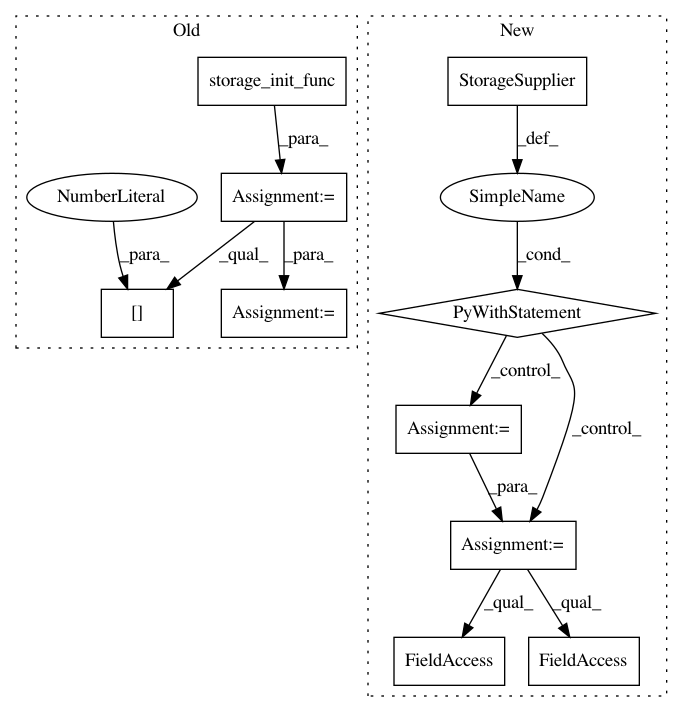 Old
New
storage_init_func
StorageSupplier
_para_
_def_
NumberLiteral
Assignment:=
SimpleName
_para_
_qual_
_para_
_cond_
[]
Assignment:=
PyWithStatement
_control_
_control_
Assignment:=
_para_
Assignment:=
_qual_
_qual_
FieldAccess
FieldAccess